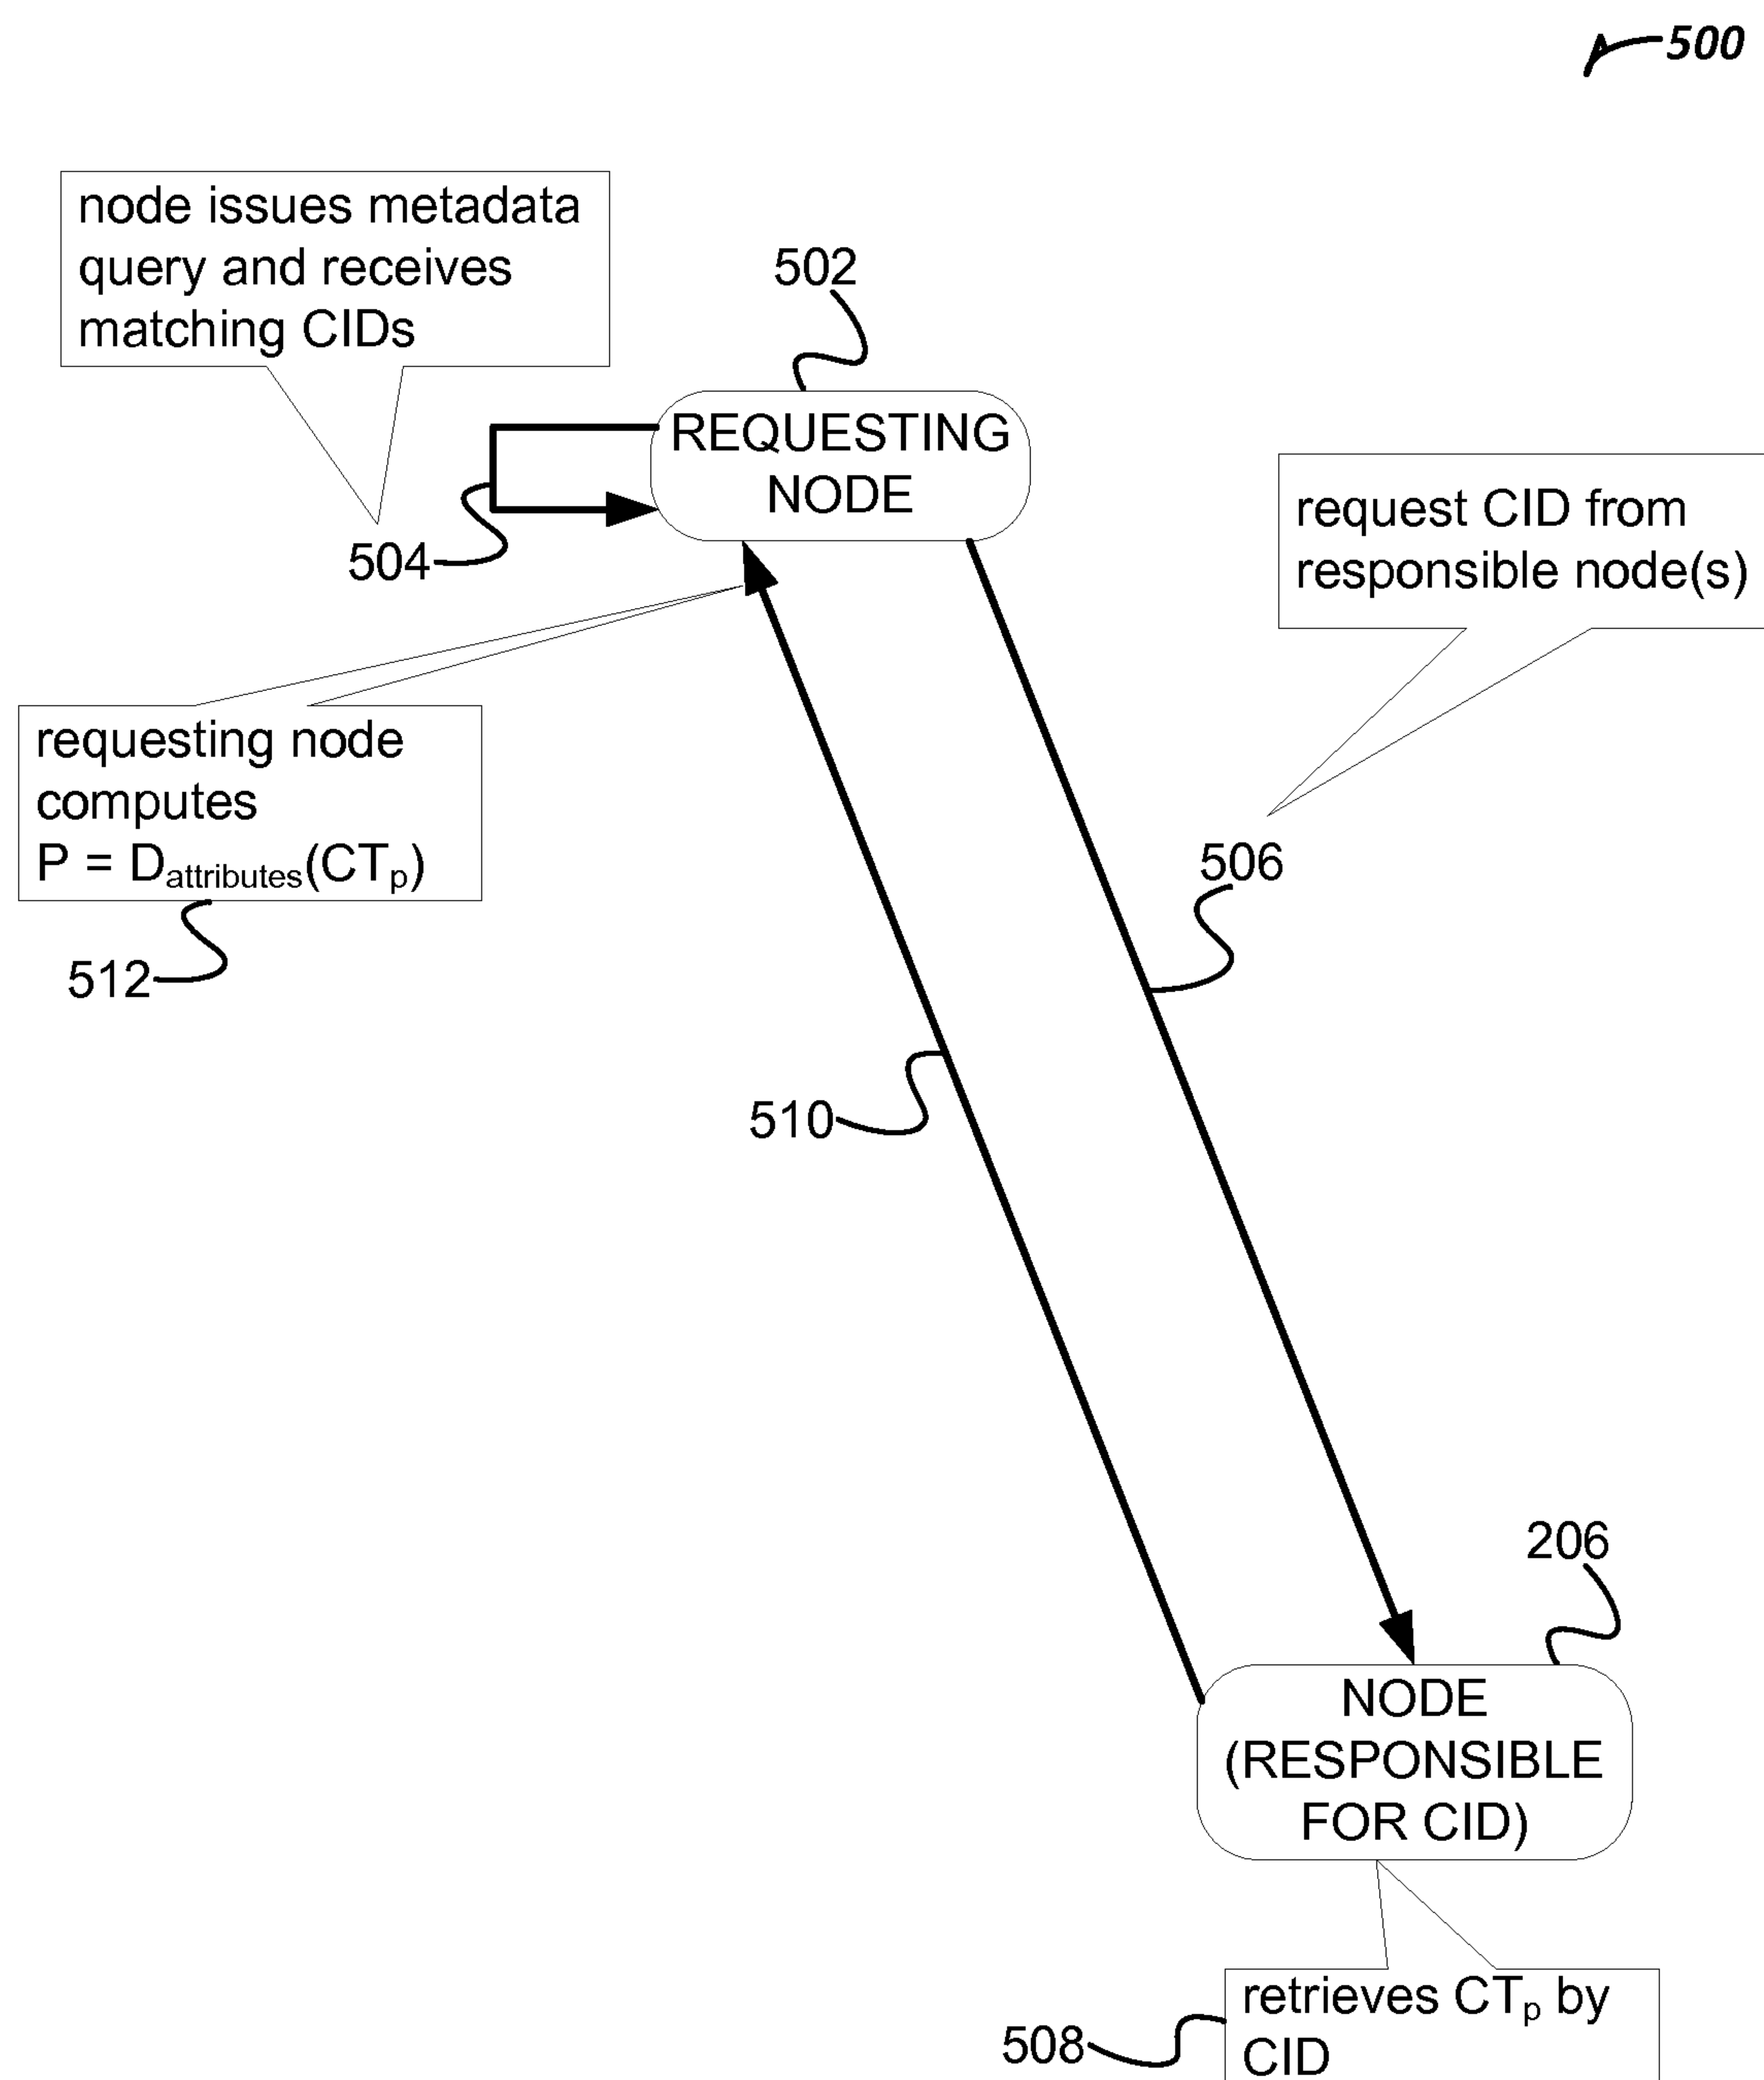 500
node issues metadata
query and receives
matching CIDs
502
REQUESTING
NODE
504
request CID from
responsible node(s)
requesting node
computes
P = Dattributes(CTp)
506
512
510
206
NODE
(RESPONSIBLE
FOR CID)
retrieves CTp by
CID
508